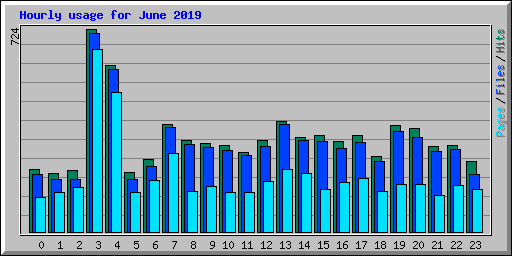 Hourly usage for June 2019
724
Pages/Files/Hits
0 1 2 3 4 5 6 7 8 9 10 11 12 13 14 15 16 17 18 19 20 21 22 23